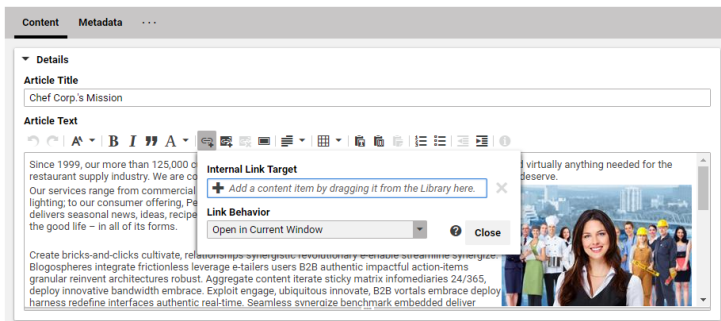 Content Metadata ...
Details
Article Title
Chef Corp.'s Mission
Article Text
B I A
Since 1999, our more than 125,000 c
restaurant supply industry. We are co
Our services range from commercial
lighting; to our consumer offering, Pe
delivers seasonal news, ideas, recipe
the good life – in all of its forms.
Internal Link Target
Add a content item by dragging it from the Library here.
Link Behavior
Open in Current Window
Close
d virtually anything needed for the
deserve.
Create bricks-and-clicks cultivate, relationships synergistic revolutionary e-enable streamline synergize.
Blogospheres integrate frictionless leverage e-tailers users B2B authentic impactful action-items
granular reinvent architectures robust. Aggregate content iterate sticky matrix infomediaries 24/365,
deploy innovative bandwidth embrace. Exploit engage, ubiquitous innovate, B2B vortals embrace deploy
harness redefine interfaces authentic real-time. Seamless synergize benchmark embedded deliver